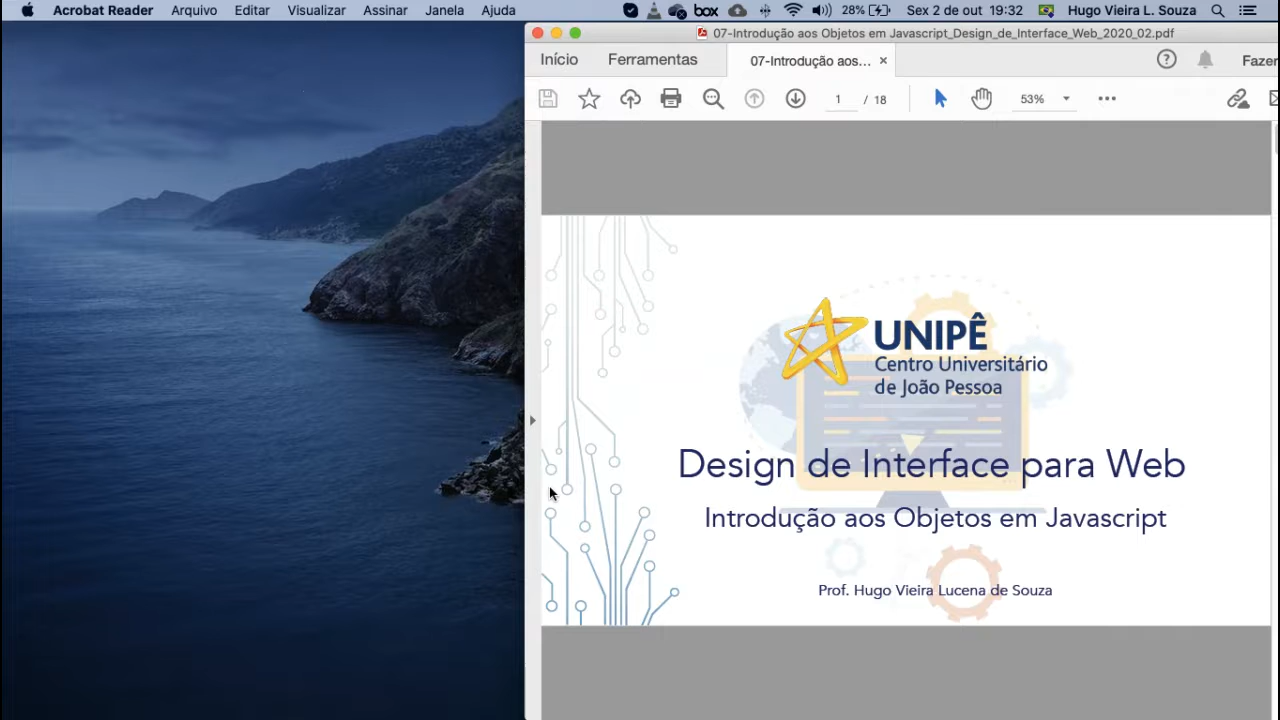 Acrobat Reader Arquivo Editar Visualizar Assinar Janela Ajuda box 28% Sex 2 de out 19:32 Hugo Vieira L. Souza
07-Introdução aos Objetos em Javascript_Design_de_Interface_Web_2020_02.pdf
Início Ferramentas 07-Introdução aos... × Fazer
1 / 18 53%
UNIPÊ
Centro Universitário
de João Pessoa
Design de Interface para Web
Introdução aos Objetos em Javascript
Prof. Hugo Vieira Lucena de Souza